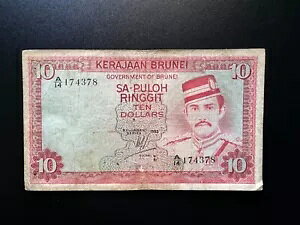 KERAJAAN BRUNEI
GOVERNMENT OF BRUNEI
10
10
A/14 174378
SA-PULOH
RINGGIT
TEN
DOLLARS
A/14 174378
10
10